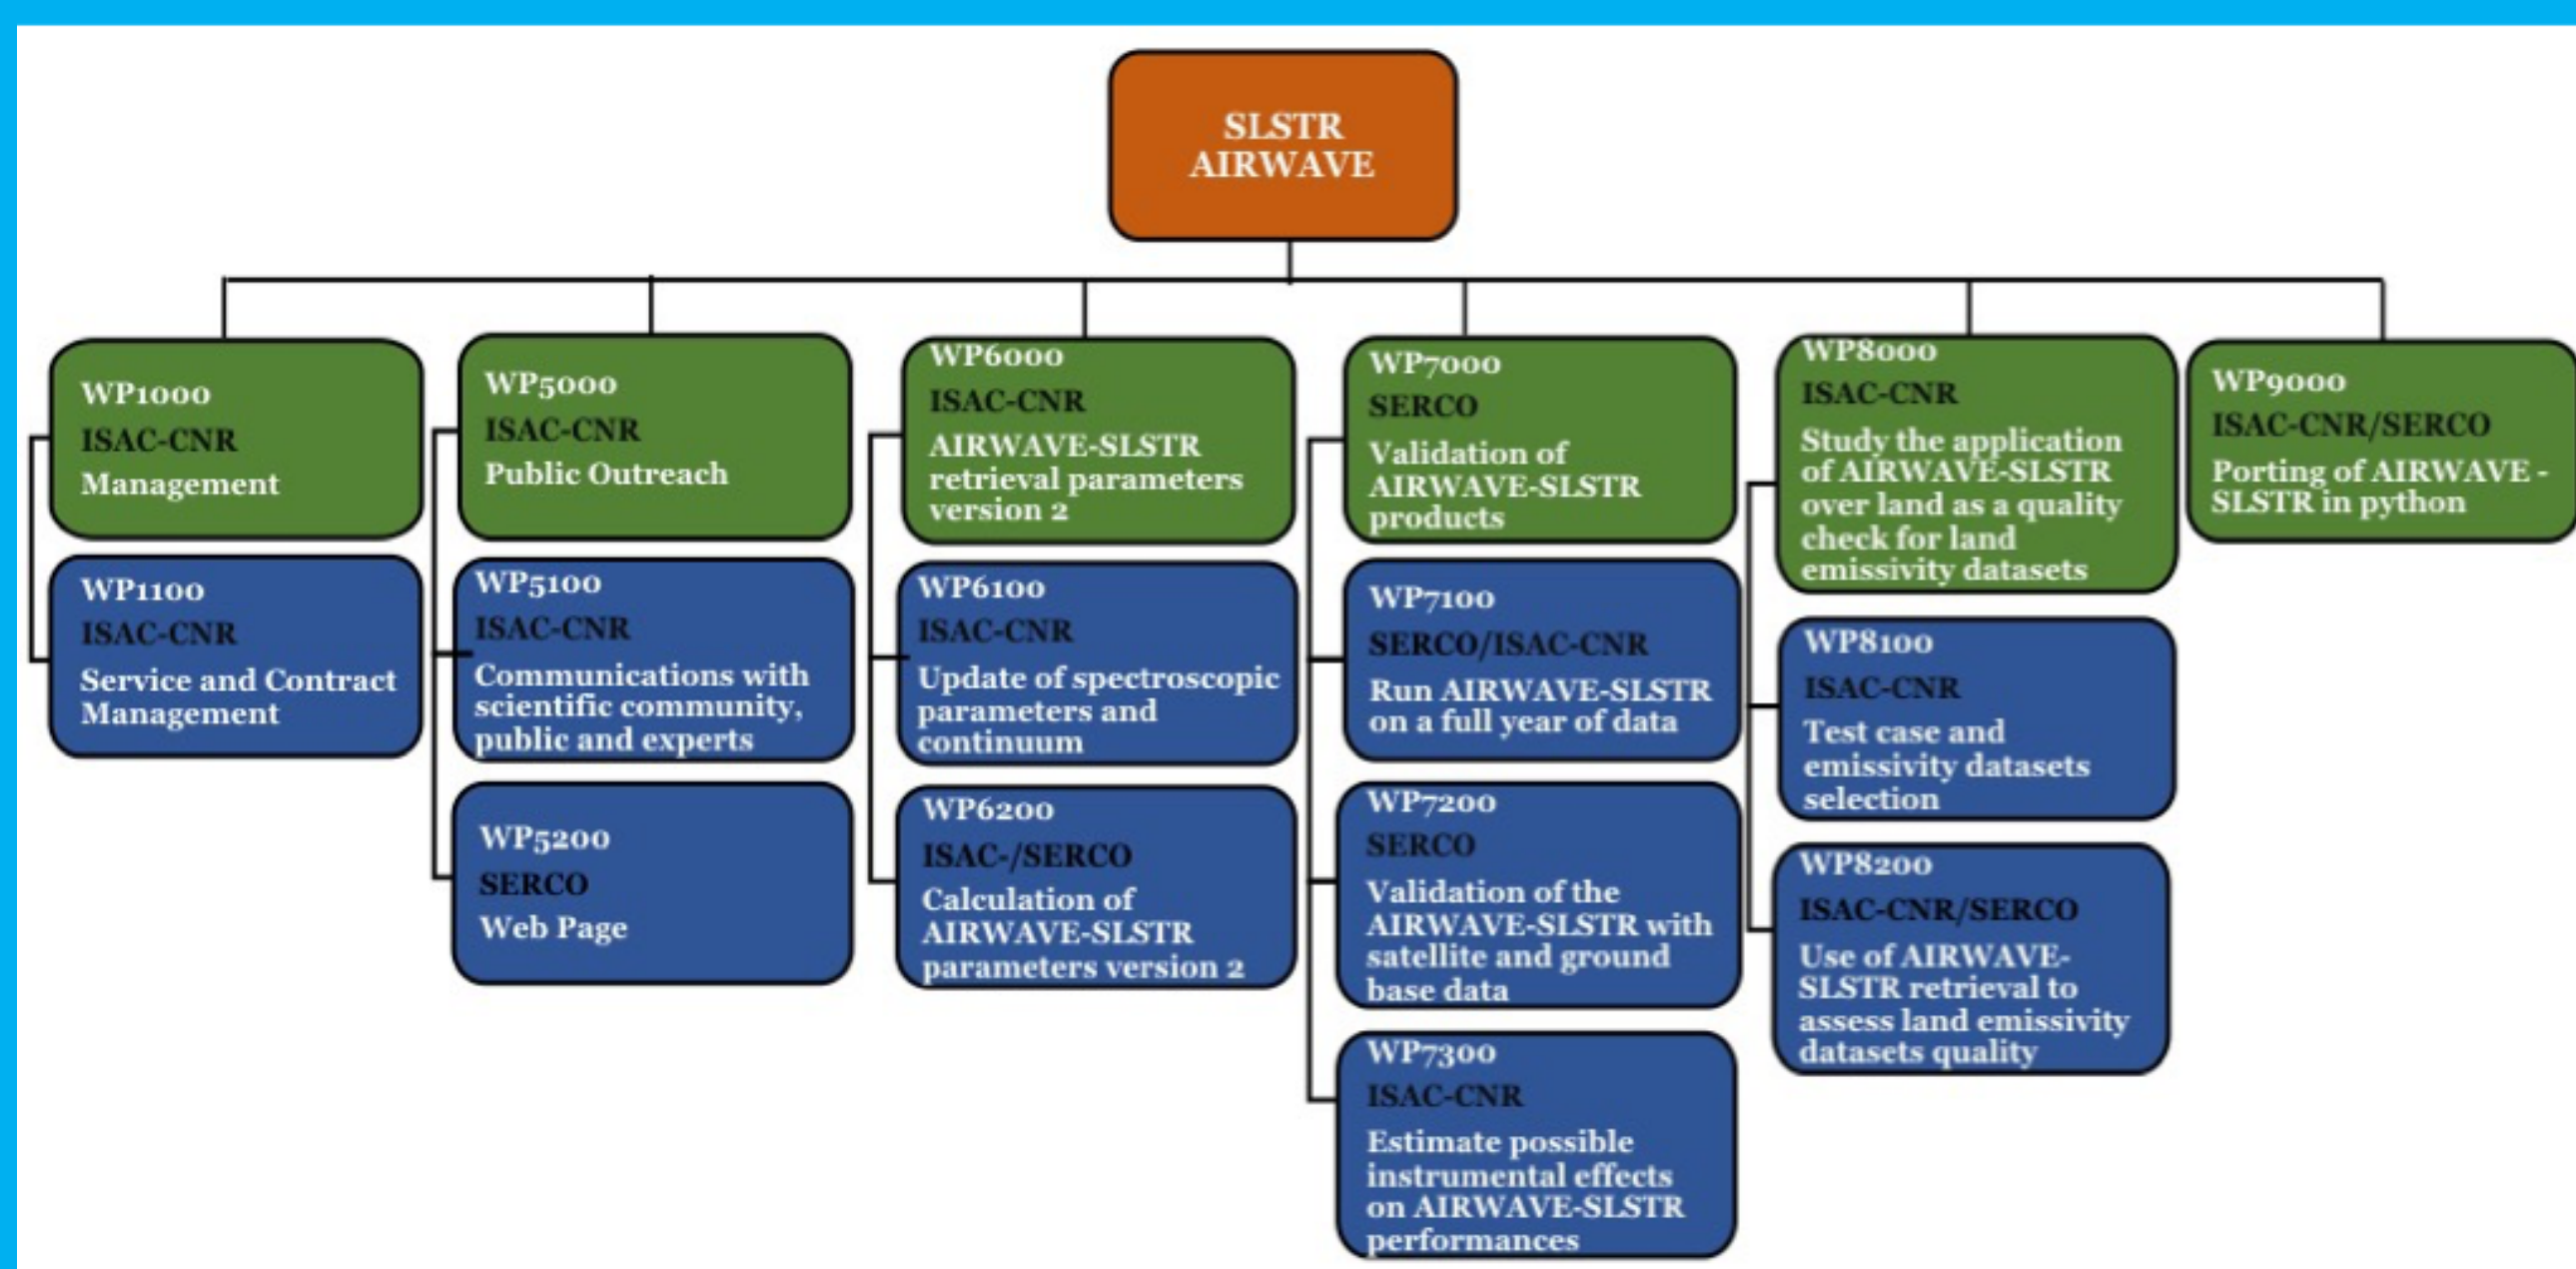 SLSTR
AIRWAVE
WP1000
ISAC-CNR
Management
WP1100
ISAC-CNR
Service and Contract
Management
WP5000
ISAC-CNR
Public Outreach
WP5100
ISAC-CNR
Communications with
scientific community,
public and experts
WP5200
SERCO
Web Page
WP6000
ISAC-CNR
AIRWAVE-SLSTR
retrieval parameters
version 2
WP6100
ISAC-CNR
Update of spectroscopic
parameters and
continuum
WP6200
ISAC-/SERCO
Calculation of
AIRWAVE-SLSTR
parameters version 2
WP7000
SERCO
Validation of
AIRWAVE-SLSTR
products
WP7100
SERCO/ISAC-CNR
Run AIRWAVE-SLSTR
on a full year of data
WP7200
SERCO
Validation of the
AIRWAVE-SLSTR with
satellite and ground
base data
WP7300
ISAC-CNR
Estimate possible
instrumental effects
on AIRWAVE-SLSTR
performances
WP8000
ISAC-CNR
Study the application
of AIRWAVE-SLSTR
over land as a quality
check for land
emissivity datasets
WP8100
ISAC-CNR
Test case and
emissivity datasets
selection
WP8200
ISAC-CNR/SERCO
Use of AIRWAVE-
SLSTR retrieval to
assess land emissivity
datasets quality
WP9000
ISAC-CNR/SERCO
Porting of AIRWAVE -
SLSTR in python